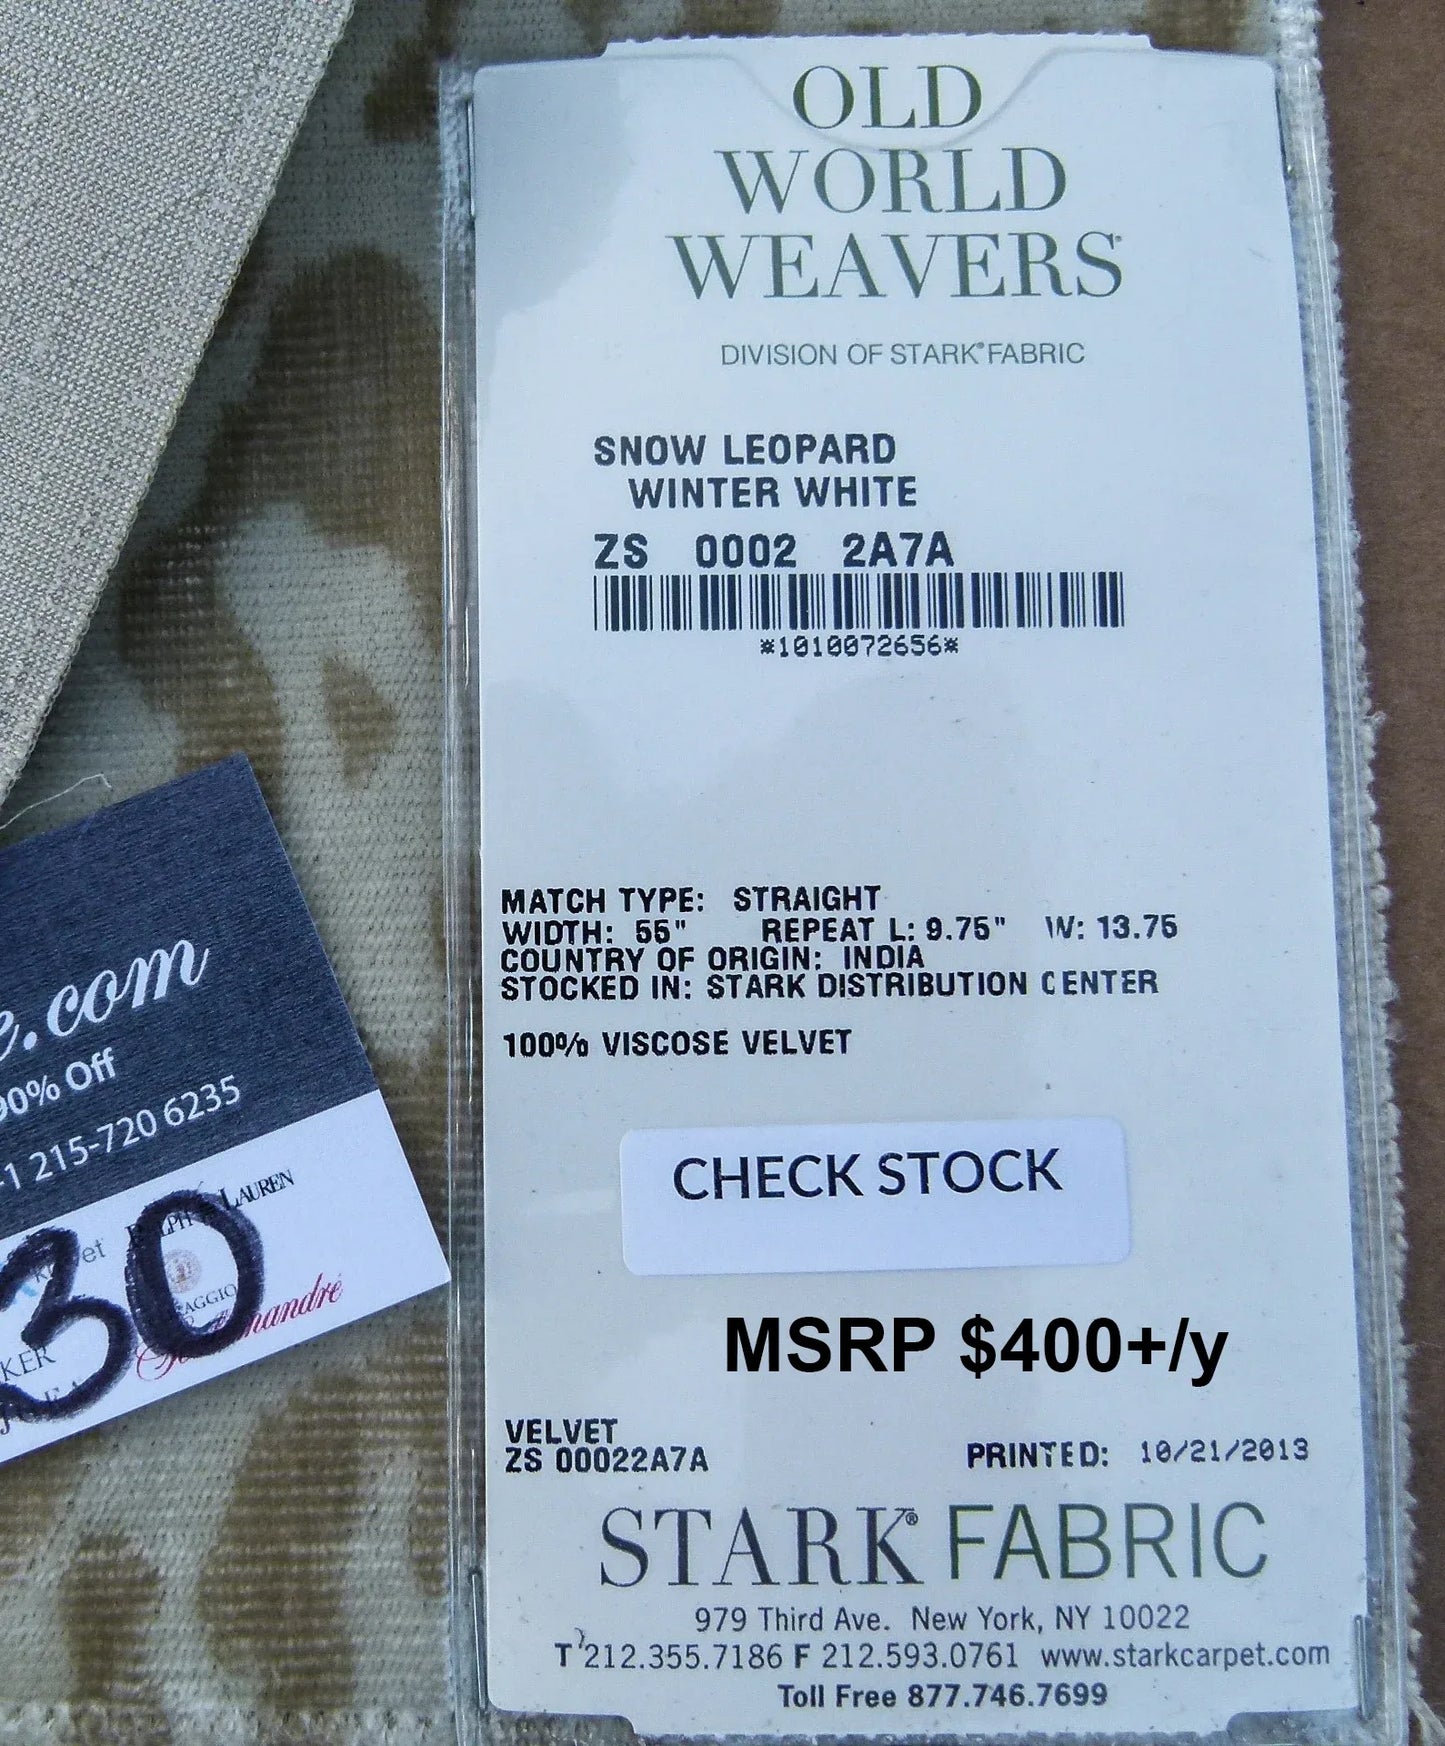 OLD
WORLD
WEAVERS
DIVISION OF STARK® FABRIC
SNOW LEOPARD
WINTER WHITE
ZS 0002 2A7A
*1010072656*
MATCH TYPE: STRAIGHT
WIDTH: 55" REPEAT L: 9.75" W: 13.75
COUNTRY OF ORIGIN: INDIA
STOCKED IN: STARK DISTRIBUTION CENTER
100% VISCOSE VELVET
CHECK STOCK
MSRP $400+/y
VELVET
ZS 00022A7A PRINTED: 10/21/2013
STARK® FABRIC
979 Third Ave. New York, NY 10022
T 212.355.7186 F 212.593.0761 www.starkcarpet.com
Toll Free 877.746.7699
e.com
90% Off
1 215-720 6235
LAUREN
30
KER